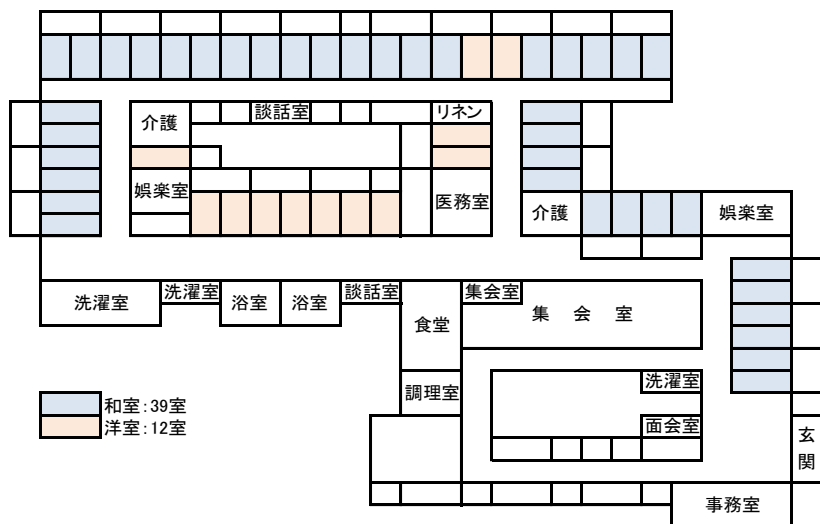 談話室
リネン
介護
娯楽室
医務室
介護
娯楽室
洗濯室
洗濯室
浴室
浴室
談話室
集会室
食堂
集 会 室
洗濯室
調理室
和室:39室
洋室:12室
面会室
玄関
事務室